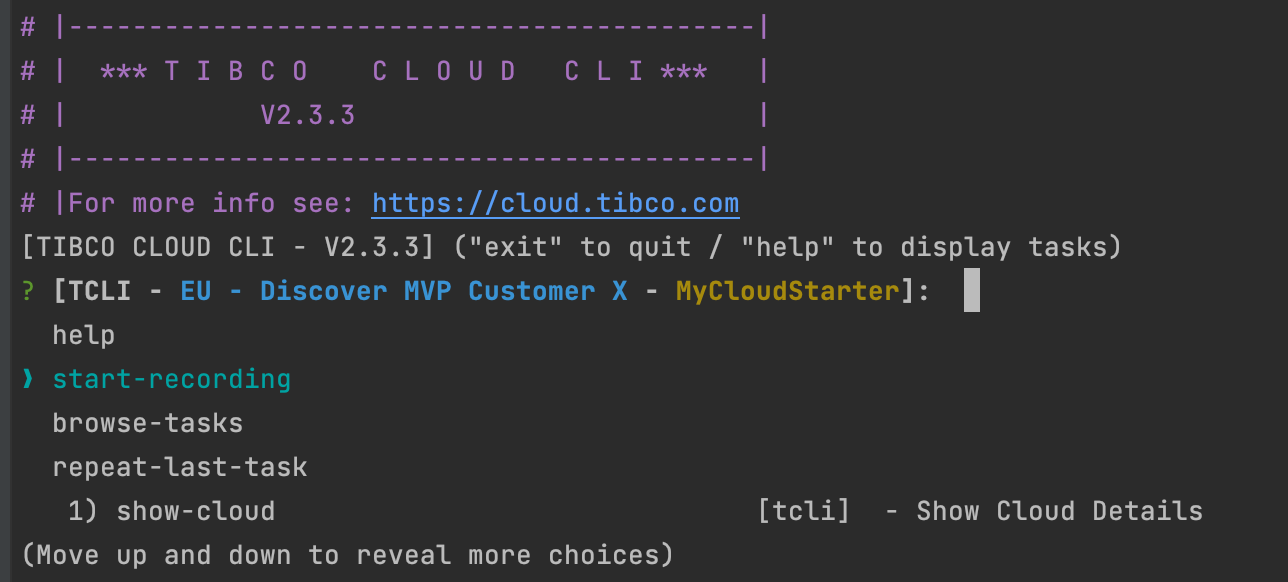 # |-------------------------------------------|
# |  *** T I B C O    C L O U D   C L I ***   |
# |            V2.3.3                         |
# |-------------------------------------------|
# |For more info see: https://cloud.tibco.com
[TIBCO CLOUD CLI - V2.3.3] ("exit" to quit / "help" to display tasks)
? [TCLI - EU - Discover MVP Customer X - MyCloudStarter]:
  help
❯ start-recording
  browse-tasks
  repeat-last-task
   1) show-cloud                              [tcli]  - Show Cloud Details
(Move up and down to reveal more choices)